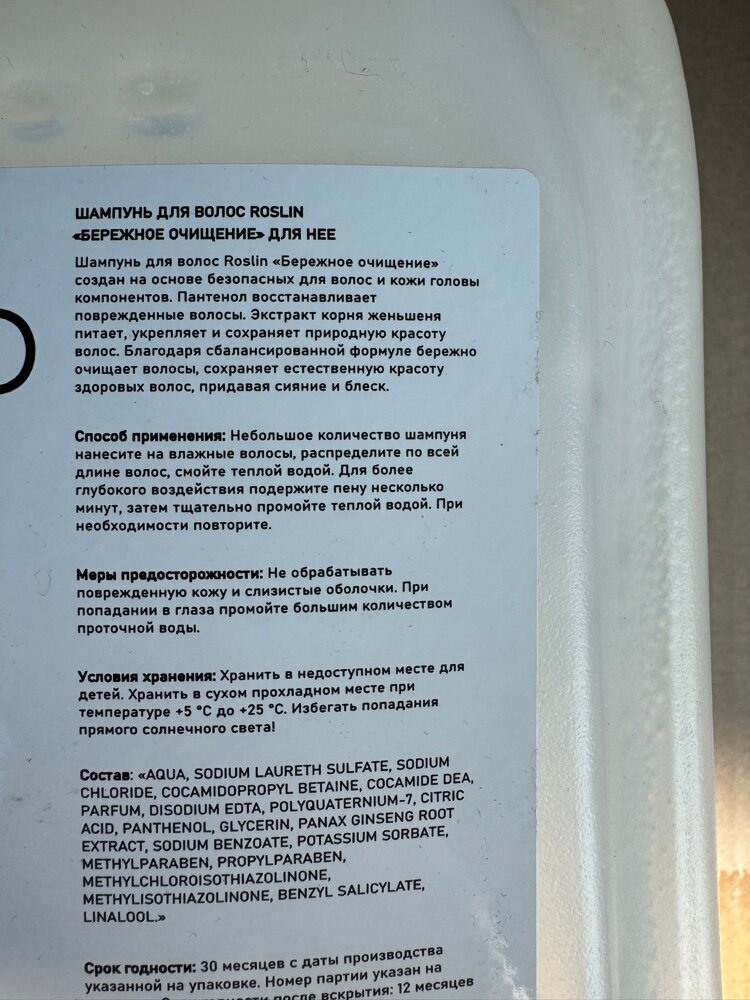 ШАМПУНЬ ДЛЯ ВОЛОС ROSLIN
«БЕРЕЖНОЕ ОЧИЩЕНИЕ» ДЛЯ НЕЕ
Шампунь для волос Roslin «Бережное очищение»
создан на основе безопасных для волос и кожи головы
компонентов. Пантенол восстанавливает
поврежденные волосы. Экстракт корня женьшеня
питает, укрепляет и сохраняет природную красоту
волос. Благодаря сбалансированной формуле бережно
очищает волосы, сохраняет естественную красоту
здоровых волос, придавая сияние и блеск.
Способ применения: Небольшое количество шампуня
нанесите на влажные волосы, распределите по всей
длине волос, смойте теплой водой. Для более
глубокого воздействия подержите пену несколько
минут, затем тщательно промойте теплой водой. При
необходимости повторите.
Меры предосторожности: Не обрабатывать
поврежденную кожу и слизистые оболочки. При
попадании в глаза промойте большим количеством
проточной воды.
Условия хранения: Хранить в недоступном месте для
детей. Хранить в сухом прохладном месте при
температуре +5 °C до +25 °C. Избегать попадания
прямого солнечного света!
Состав: «AQUA, SODIUM LAURETH SULFATE, SODIUM
CHLORIDE, COCAMIDOPROPYL BETAINE, COCAMIDE DEA,
PARFUM, DISODIUM EDTA, POLYQUATERNIUM-7, CITRIC
ACID, PANTHENOL, GLYCERIN, PANAX GINSENG ROOT
EXTRACT, SODIUM BENZOATE, POTASSIUM SORBATE,
METHYLPARABEN, PROPYLPARABEN,
METHYLCHLOROISOTHIAZOLINONE,
METHYLISOTHIAZOLINONE, BENZYL SALICYLATE,
LINALOOL.»
Срок годности: 30 месяцев с даты производства
указанной на упаковке. Номер партии указан на
после вскрытия: 12 месяцев